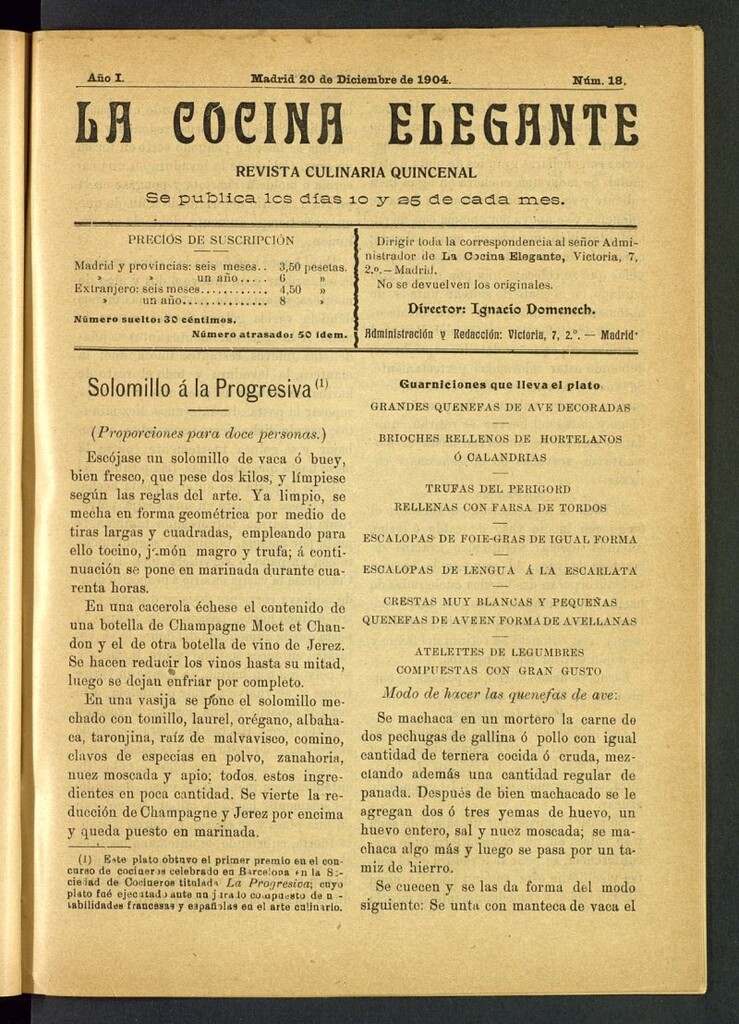 Año I. Madrid 20 de Diciembre de 1904. Núm. 18.
LA COCINA ELEGANTE
REVISTA CULINARIA QUINCENAL
Se publica los días 10 y 25 de cada mes.
PRECIOS DE SUSCRIPCIÓN
Madrid y provincias: seis meses.. 3,50 pesetas.
» » un año..... 6 »
Extranjero: seis meses............ 4,50 »
» un año............... 8 »
Número suelto: 30 céntimos.
Número atrasado: 50 idem.
Dirigir toda la correspondencia al señor Admi-
nistrador de La Cocina Elegante, Victoria, 7,
2.º.—Madrid.
No se devuelven los originales.
Director: Ignacio Domenech.
Administración y Redacción: Victoria, 7, 2.º. — Madrid
Solomillo á la Progresiva (1)
(Proporciones para doce personas.)
Escójase un solomillo de vaca ó buey,
bien fresco, que pese dos kilos, y límpiese
según las reglas del arte. Ya limpio, se
mecha en forma geométrica por medio de
tiras largas y cuadradas, empleando para
ello tocino, jamón magro y trufa; á conti-
nuación se pone en marinada durante cua-
renta horas.
En una cacerola échese el contenido de
una botella de Champagne Moet et Chan-
don y el de otra botella de vino de Jerez.
Se hacen reducir los vinos hasta su mitad,
luego se dejan enfriar por completo.
En una vasija se pone el solomillo me-
chado con tomillo, laurel, orégano, albaha-
ca, taronjina, raíz de malvavisco, comino,
clavos de especias en polvo, zanahoria,
nuez moscada y apio; todos estos ingre-
dientes en poca cantidad. Se vierte la re-
ducción de Champagne y Jerez por encima
y queda puesto en marinada.
(1) Este plato obtuvo el primer premio en el con-
curso de cocineros celebrado en Barcelona en la So-
ciedad de Cocineros titulada La Progresiva; cuyo
plato fué ejecutado ante un jurado compuesto de no-
tabilidades francesas y españolas en el arte culinario.
Guarniciones que lleva el plato
GRANDES QUENEFAS DE AVE DECORADAS
BRIOCHES RELLENOS DE HORTELANOS
Ó CALANDRIAS
TRUFAS DEL PERIGORD
RELLENAS CON FARSA DE TORDOS
ESCALOPAS DE FOIE-GRAS DE IGUAL FORMA
ESCALOPAS DE LENGUA Á LA ESCARLATA
CRESTAS MUY BLANCAS Y PEQUEÑAS
QUENEFAS DE AVE EN FORMA DE AVELLANAS
ATELETTES DE LEGUMBRES
COMPUESTAS CON GRAN GUSTO
Modo de hacer las quenefas de ave:
Se machaca en un mortero la carne de
dos pechugas de gallina ó pollo con igual
cantidad de ternera cocida ó cruda, mez-
clando además una cantidad regular de
panada. Después de bien machacado se le
agregan dos ó tres yemas de huevo, un
huevo entero, sal y nuez moscada; se ma-
chaca algo más y luego se pasa por un ta-
miz de hierro.
Se cuecen y se las da forma del modo
siguiente: Se unta con manteca de vaca el